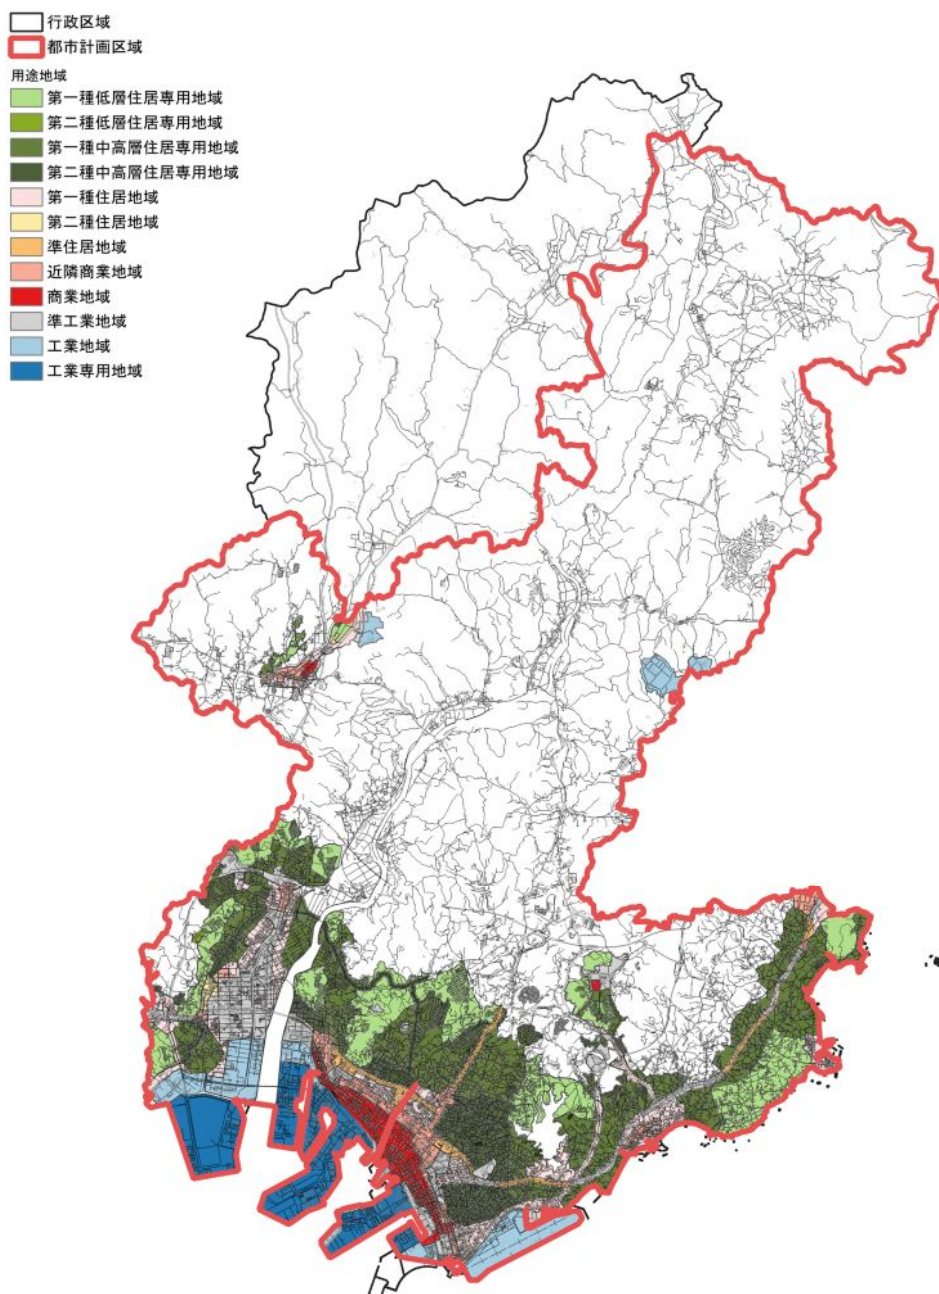 行政区域
都市計画区域
用途地域
第一種低層住居専用地域
第二種低層住居専用地域
第一種中高層住居専用地域
第二種中高層住居専用地域
第一種住居地域
第二種住居地域
準住居地域
近隣商業地域
商業地域
準工業地域
工業地域
工業専用地域